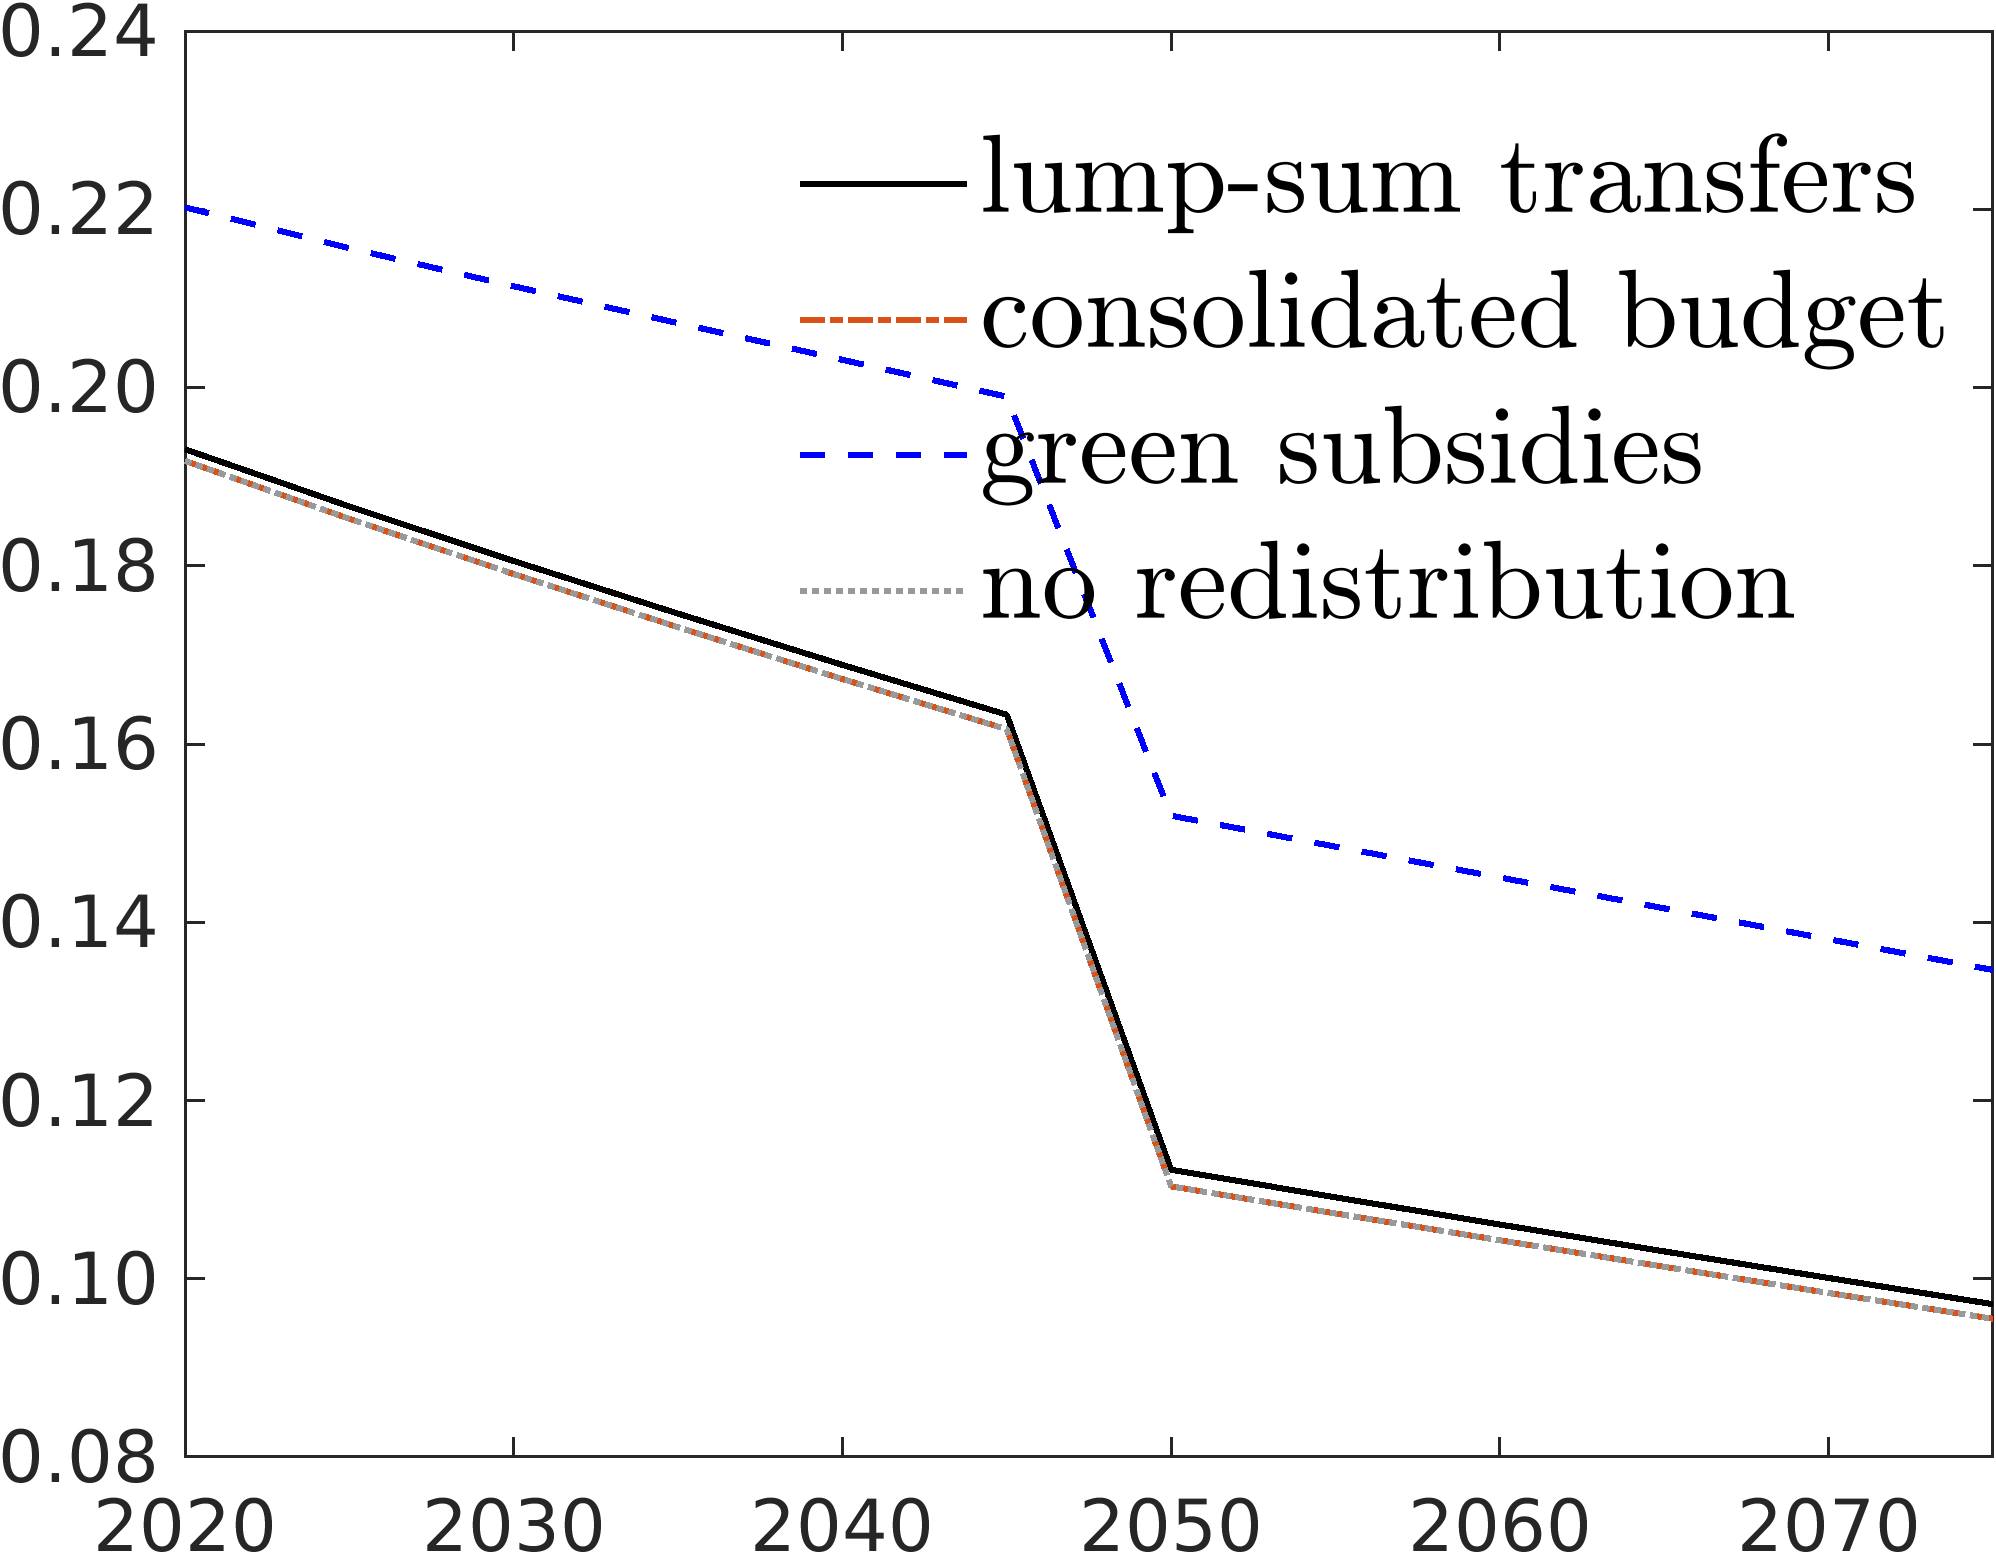 0.24
lump-sum transfers
0.22
consolidated budget
0.20
green subsidies
0.18
no redistribution
0.16
0.14
0.12
0.10
0.08
2020 2030 2040 2050 2060 2070